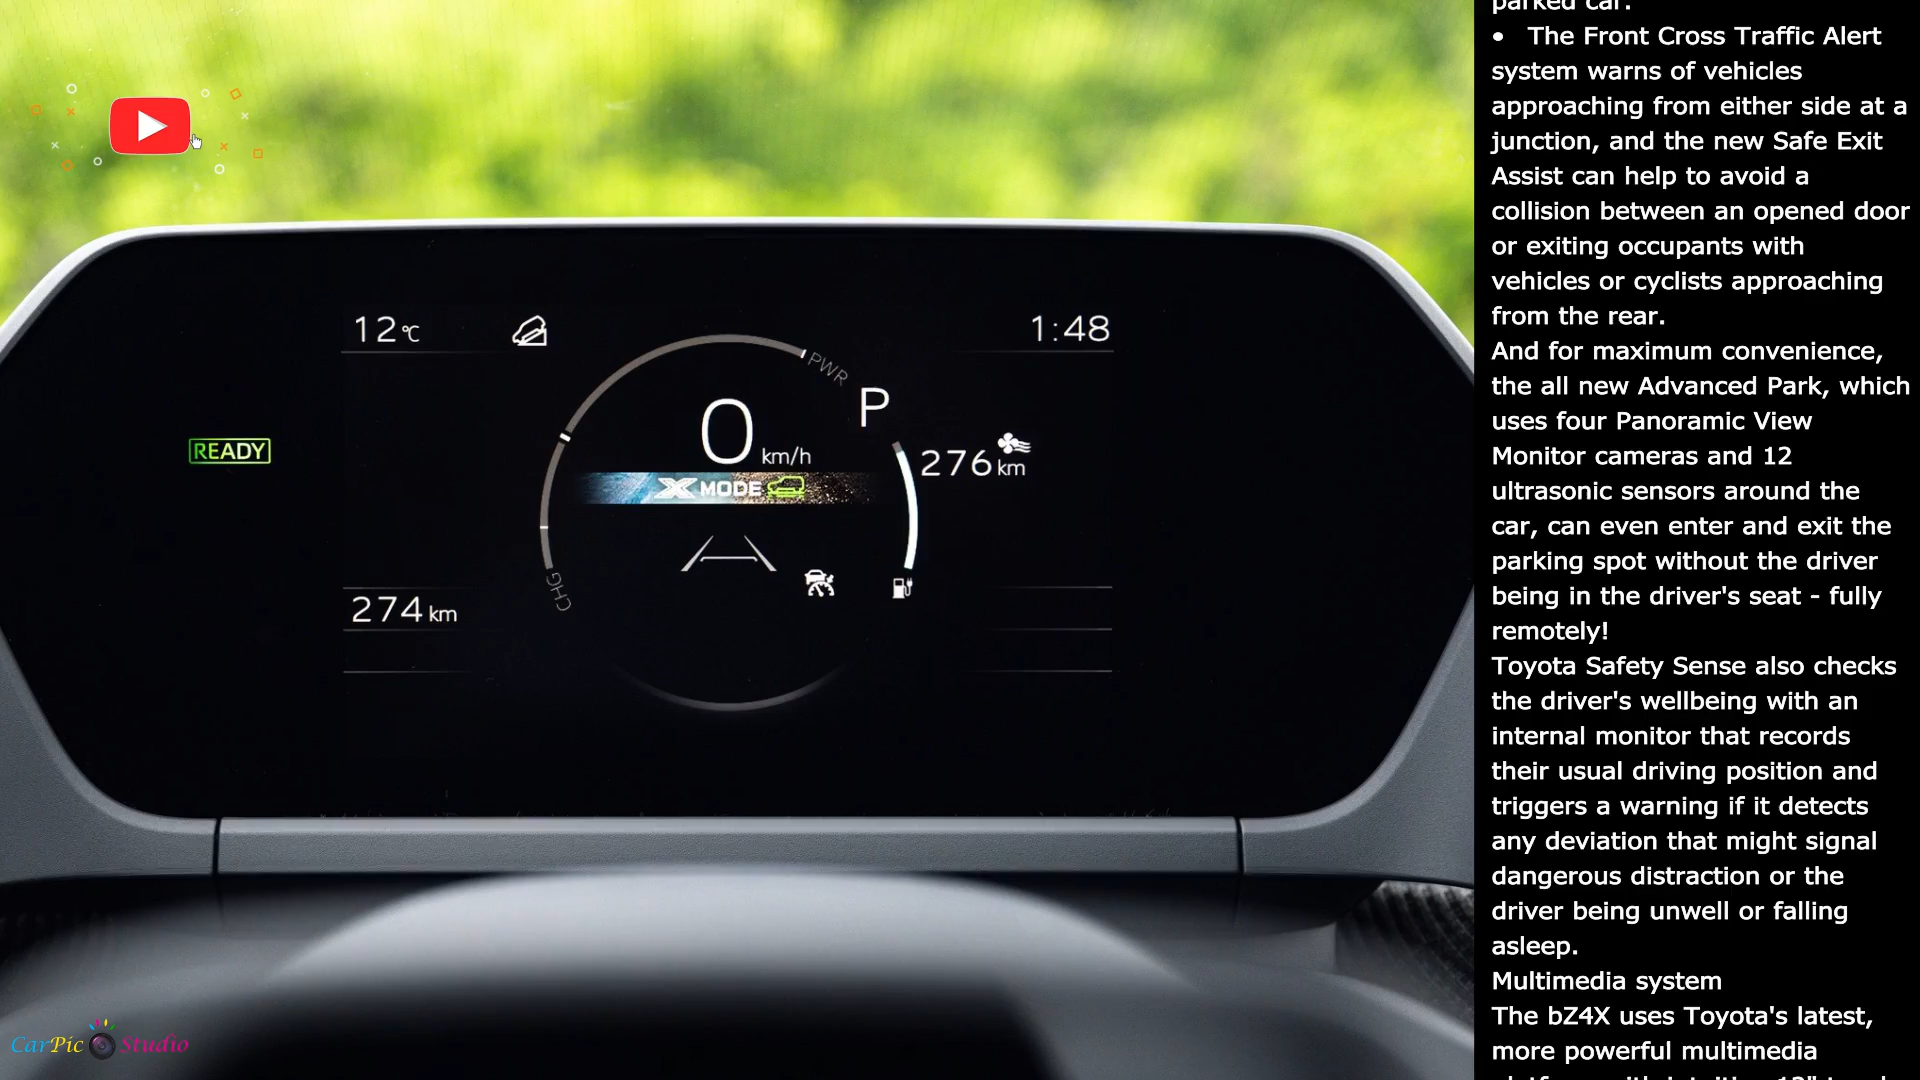 12°C
1:48
PWR
P
0 km/h
READY
276 km
X MODE
CHG
274 km
CarPic Studio
parked car.
• The Front Cross Traffic Alert
system warns of vehicles
approaching from either side at a
junction, and the new Safe Exit
Assist can help to avoid a
collision between an opened door
or exiting occupants with
vehicles or cyclists approaching
from the rear.
And for maximum convenience,
the all new Advanced Park, which
uses four Panoramic View
Monitor cameras and 12
ultrasonic sensors around the
car, can even enter and exit the
parking spot without the driver
being in the driver's seat - fully
remotely!
Toyota Safety Sense also checks
the driver's wellbeing with an
internal monitor that records
their usual driving position and
triggers a warning if it detects
any deviation that might signal
dangerous distraction or the
driver being unwell or falling
asleep.
Multimedia system
The bZ4X uses Toyota's latest,
more powerful multimedia